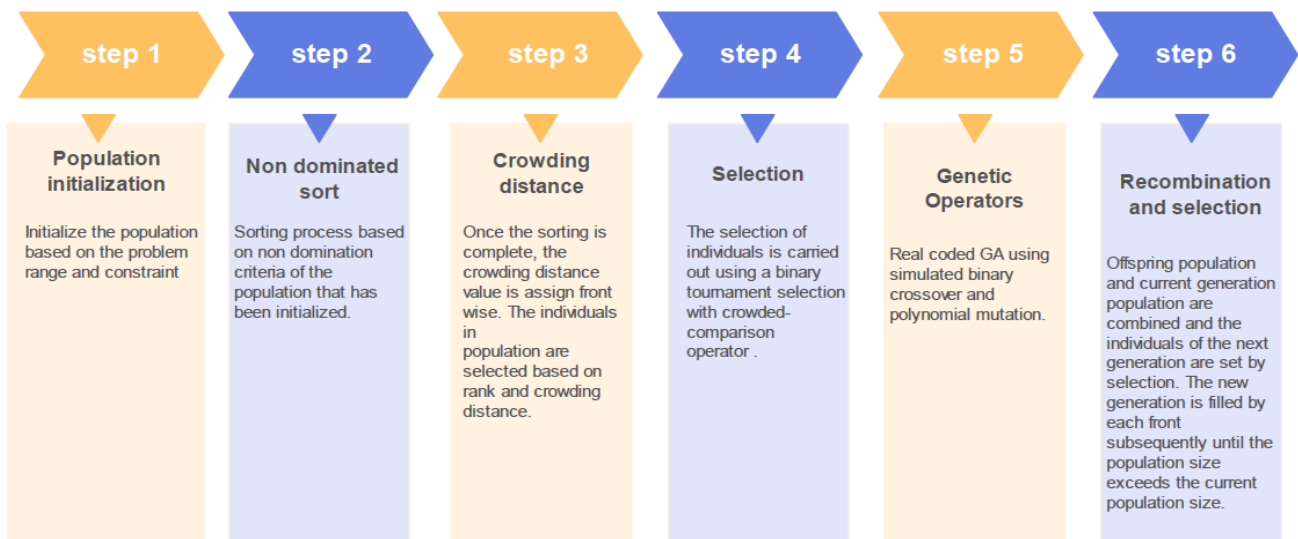 step 1
step 2
step 3
step 4
step 5
step 6
Population
initialization
Initialize the population
based on the problem
range and constraint
Non dominated
sort
Sorting process based
on non domination
criteria of the
population that has
been initialized.
Crowding
distance
Once the sorting is
complete, the
crowding distance
value is assign front
wise. The individuals
in
population are
selected based on
rank and crowding
distance.
Selection
The selection of
individuals is carried
out using a binary
tournament selection
with crowded-
comparison
operator .
Genetic
Operators
Real coded GA using
simulated binary
crossover and
polynomial mutation.
Recombination
and selection
Offspring population
and current generation
population are
combined and the
individuals of the next
generation are set by
selection. The new
generation is filled by
each front
subsequently until the
population size
exceeds the current
population size.